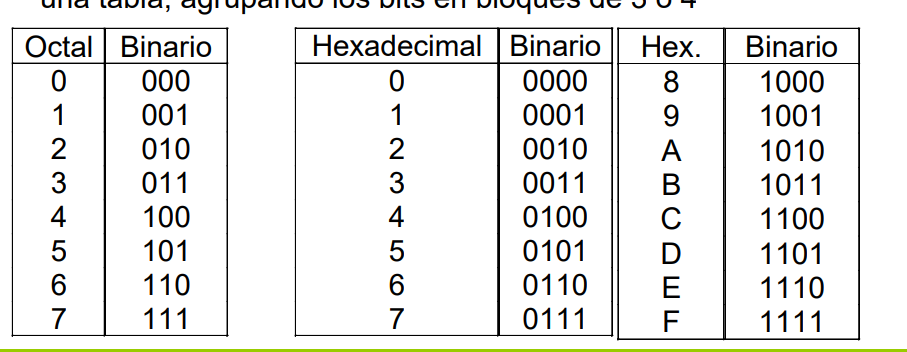 una tabla, agrupando los bits en bloques de 3 o 4
Octal Binario Hexadecimal Binario Hex. Binario
0 000 0 0000 8 1000
1 001 1 0001 9 1001
2 010 2 0010 A 1010
3 011 3 0011 B 1011
4 100 4 0100 C 1100
5 101 5 0101 D 1101
6 110 6 0110 E 1110
7 111 7 0111 F 1111